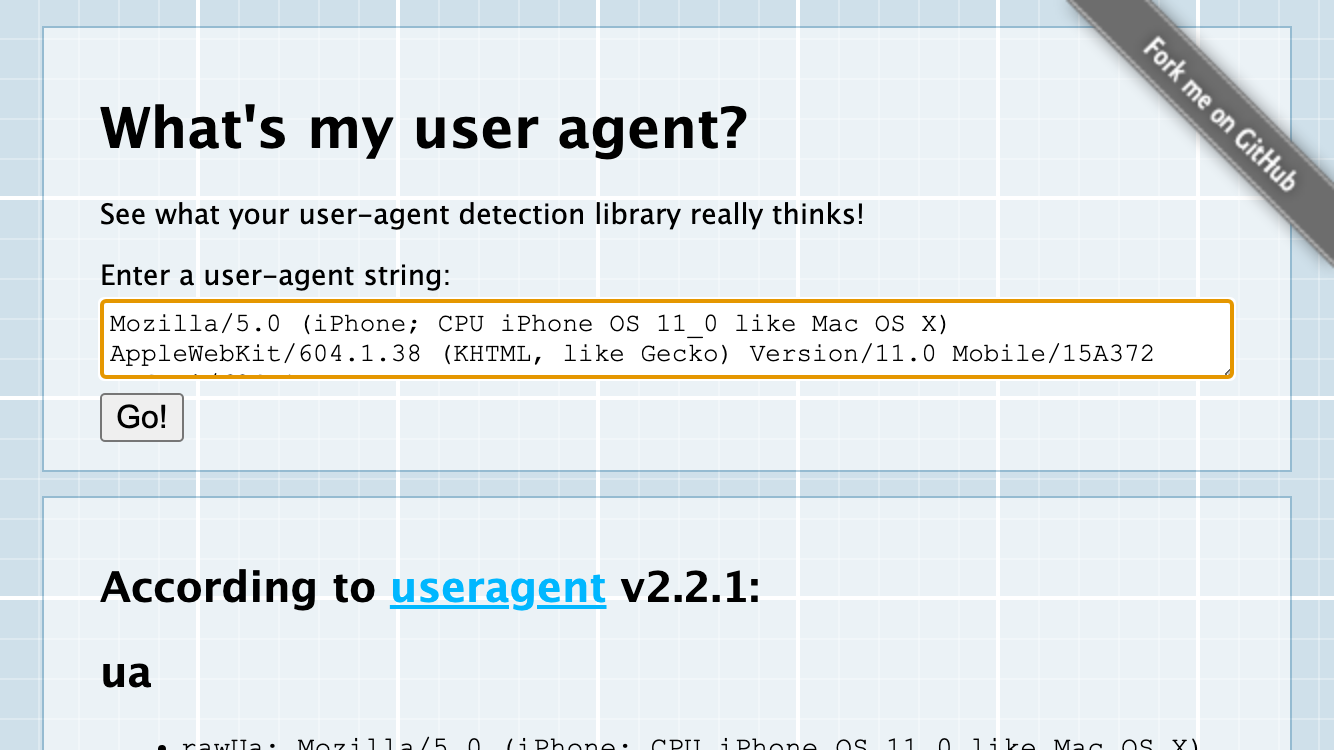 Fork me on GitHub
What's my user agent?
See what your user-agent detection library really thinks!
Enter a user-agent string:
Mozilla/5.0 (iPhone; CPU iPhone OS 11_0 like Mac OS X)
AppleWebKit/604.1.38 (KHTML, like Gecko) Version/11.0 Mobile/15A372
Go!
According to useragent v2.2.1:
ua
• rawUa: Mozilla/5.0 (iPhone; CPU iPhone OS 11_0 like Mac OS X)